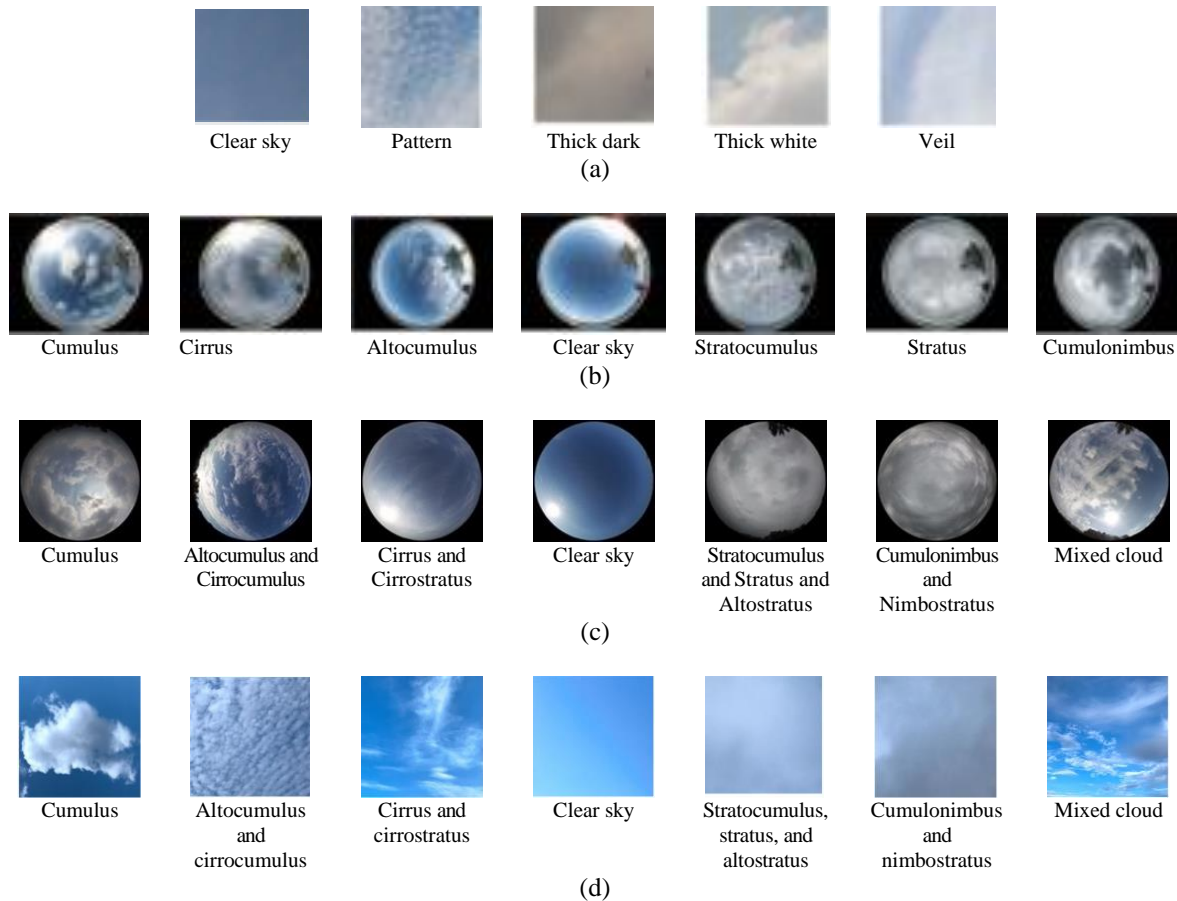 Clear sky Pattern Thick dark Thick white Veil
(a)
Cumulus Cirrus Altocumulus Clear sky Stratocumulus Stratus Cumulonimbus
(b)
Cumulus Altocumulus and Cirrus and Clear sky Stratocumulus Cumulonimbus Mixed cloud
Cirrocumulus Cirrostratus and Stratus and and
Altostratus Nimbostratus
(c)
Cumulus Altocumulus Cirrus and Clear sky Stratocumulus, Cumulonimbus Mixed cloud
and cirrostratus stratus, and and
cirrocumulus altostratus nimbostratus
(d)